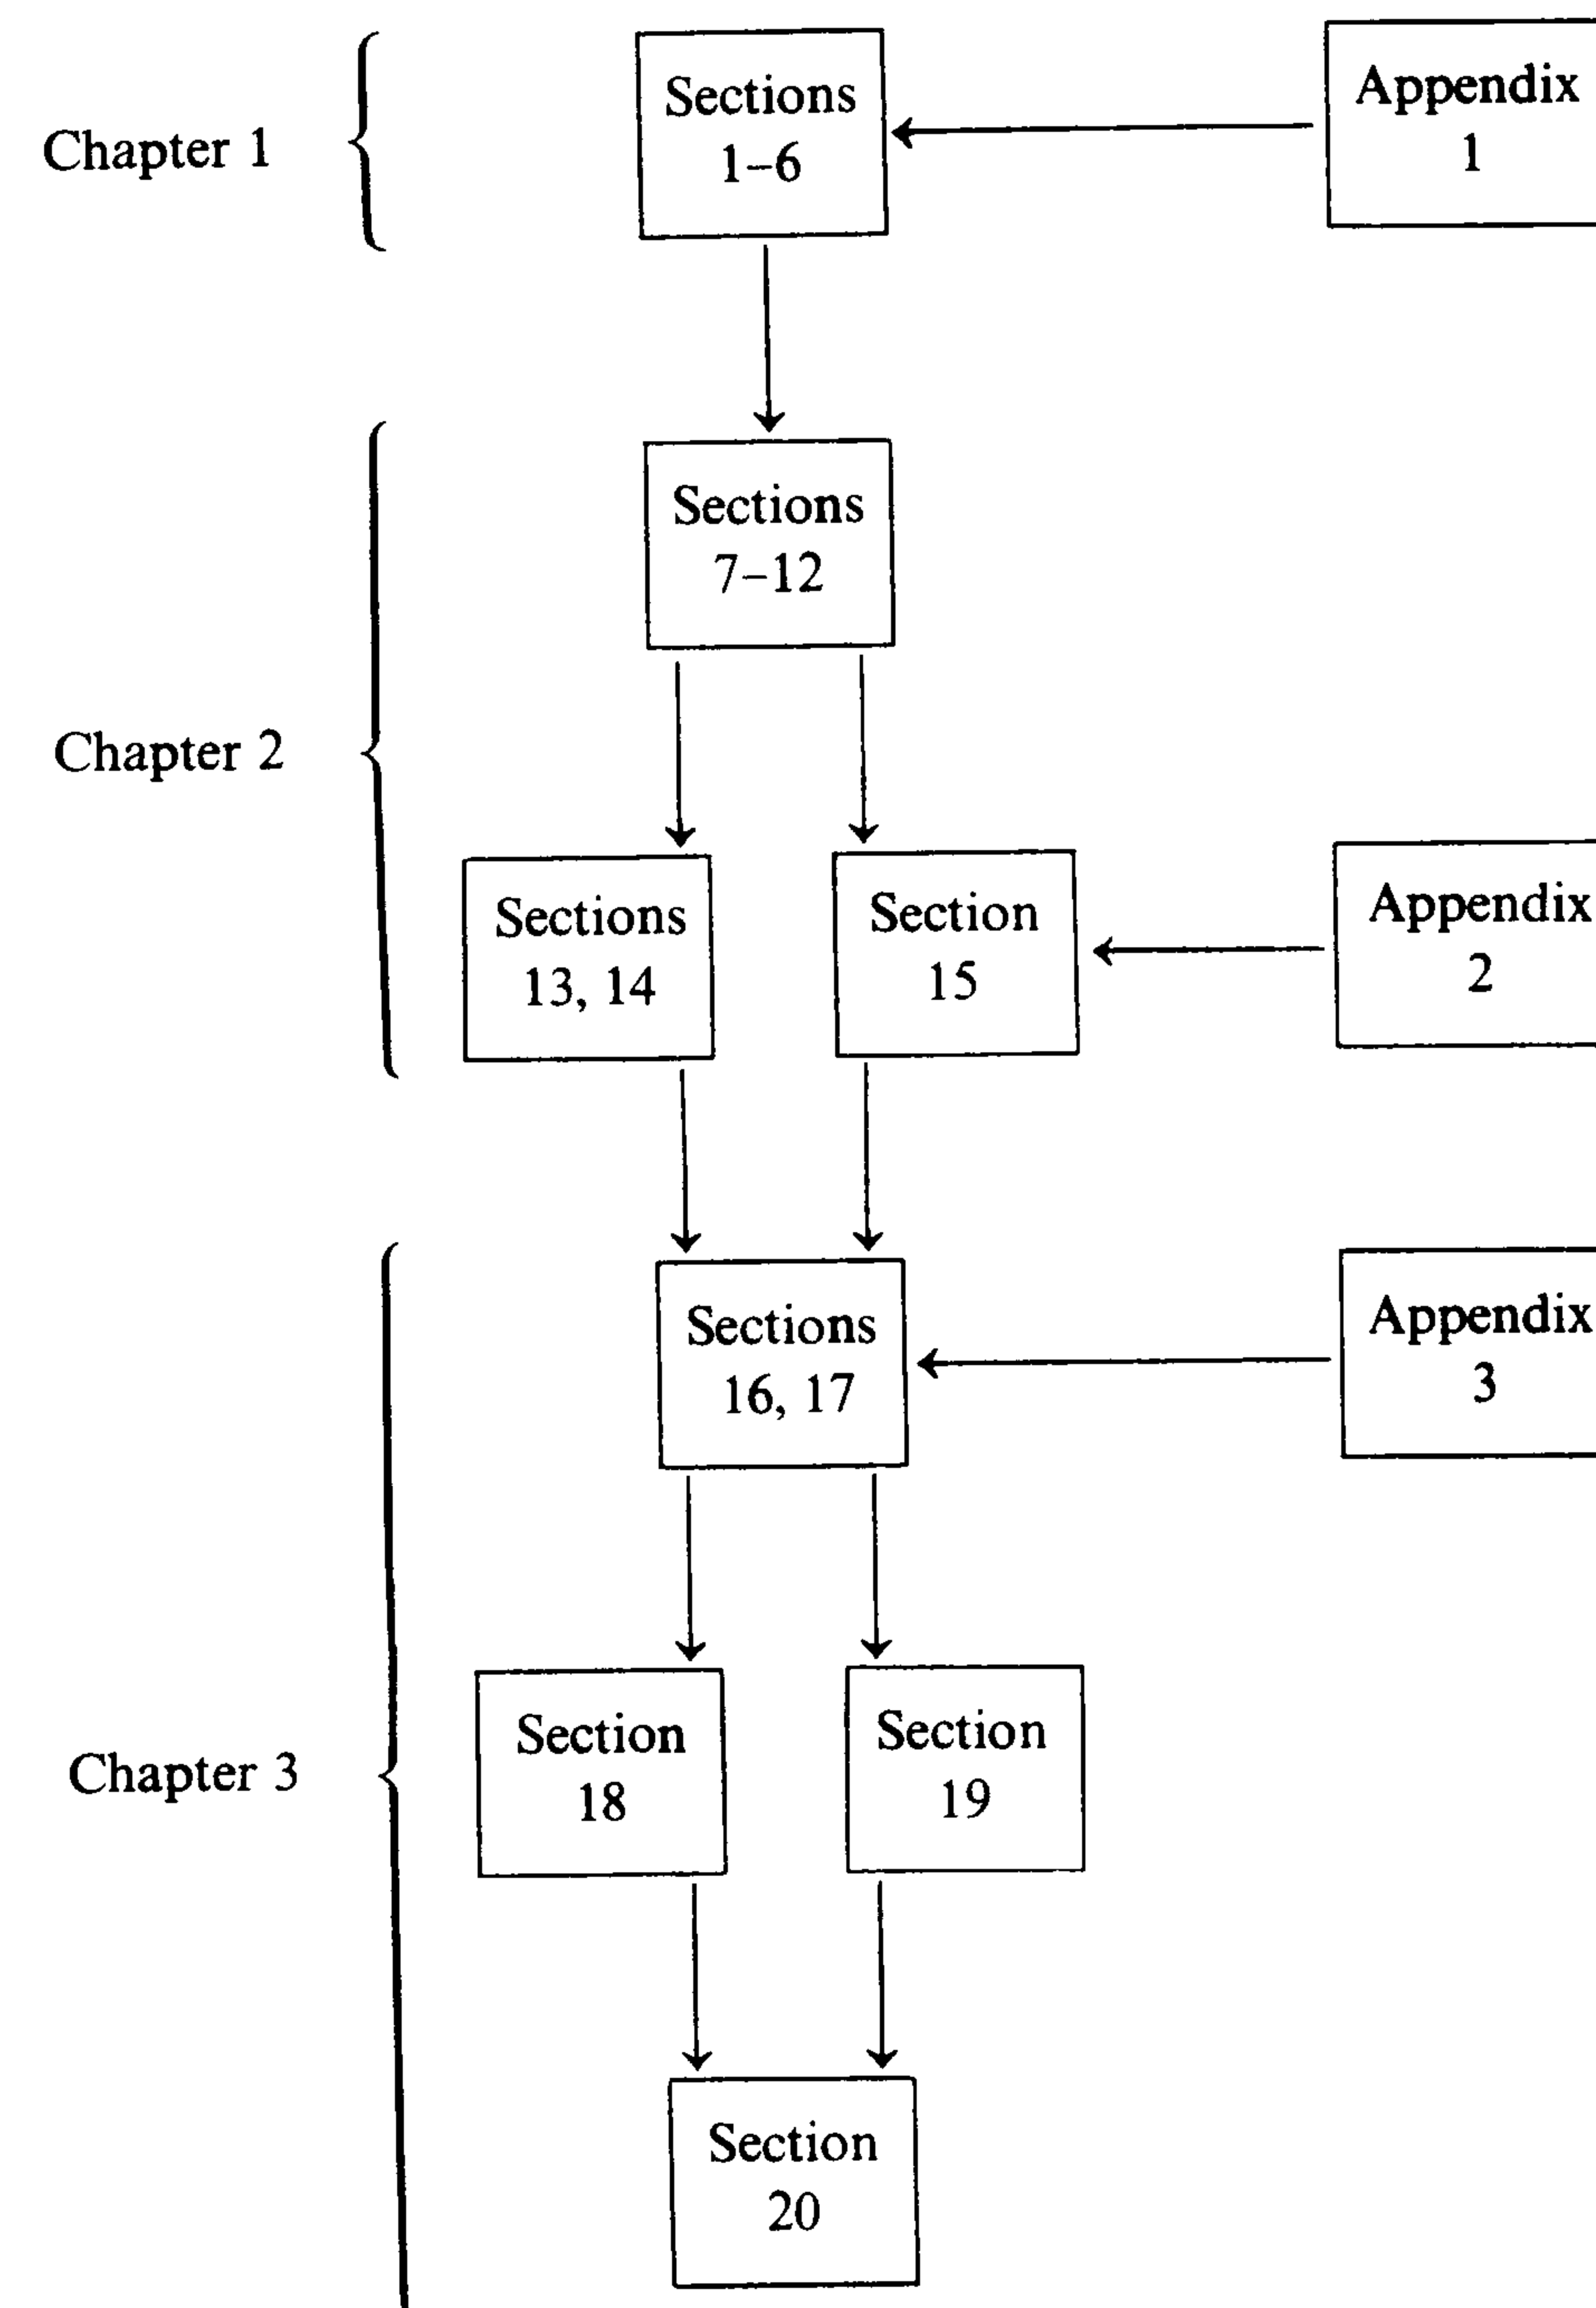 Chapter 1
Sections
1–6
Appendix
1
Sections
7–12
Chapter 2
Sections
13, 14
Section
15
Appendix
2
Sections
16, 17
Appendix
3
Chapter 3
Section
18
Section
19
Section
20